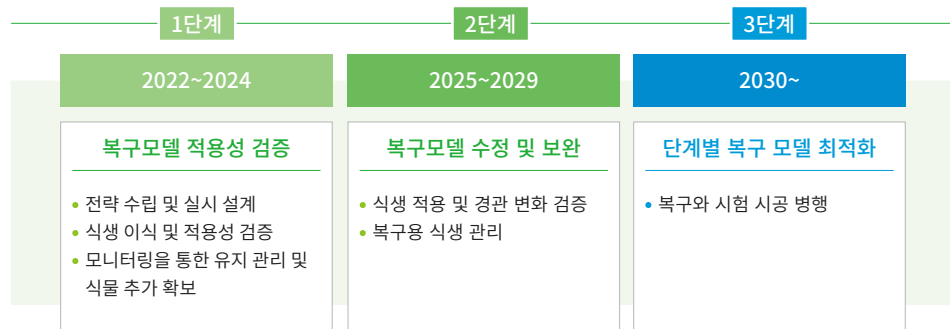 1단계
2022~2024
복구모델 적용성 검증
• 전략 수립 및 실시 설계
• 식생 이식 및 적용성 검증
• 모니터링을 통한 유지 관리 및
식물 추가 확보
2단계
2025~2029
복구모델 수정 및 보완
• 식생 적용 및 경관 변화 검증
• 복구용 식생 관리
3단계
2030~
단계별 복구 모델 최적화
• 복구와 시험 시공 병행